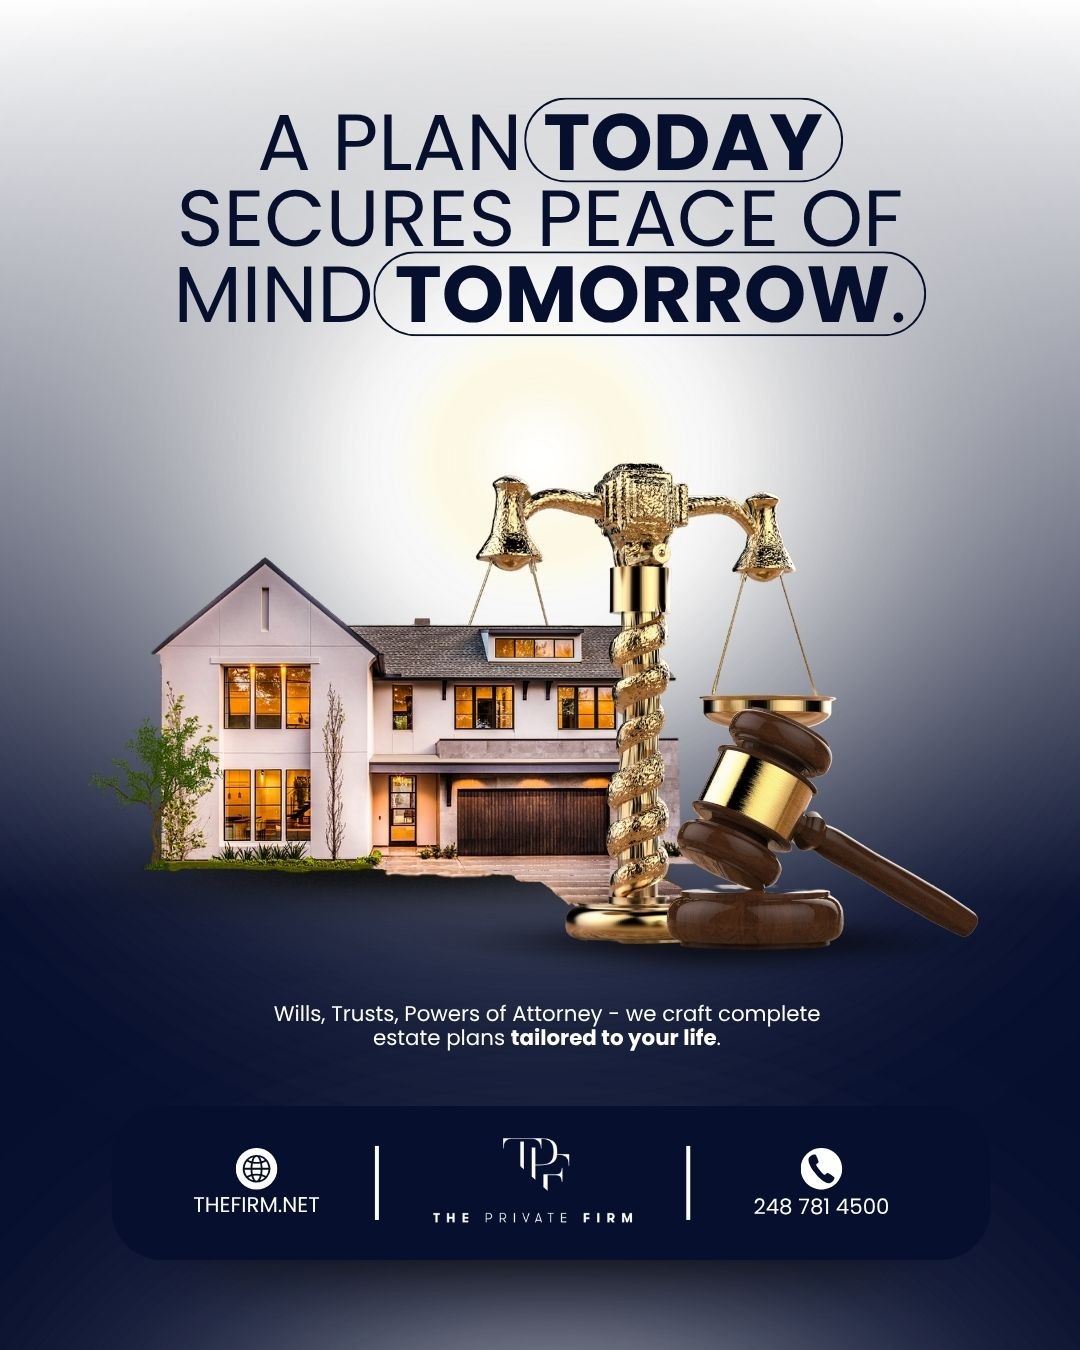 A PLAN TODAY
SECURES PEACE OF
MIND TOMORROW.
Wills, Trusts, Powers of Attorney - we craft complete
estate plans tailored to your life.
THEFIRM.NET
TPF
THE PRIVATE FIRM
248 781 4500